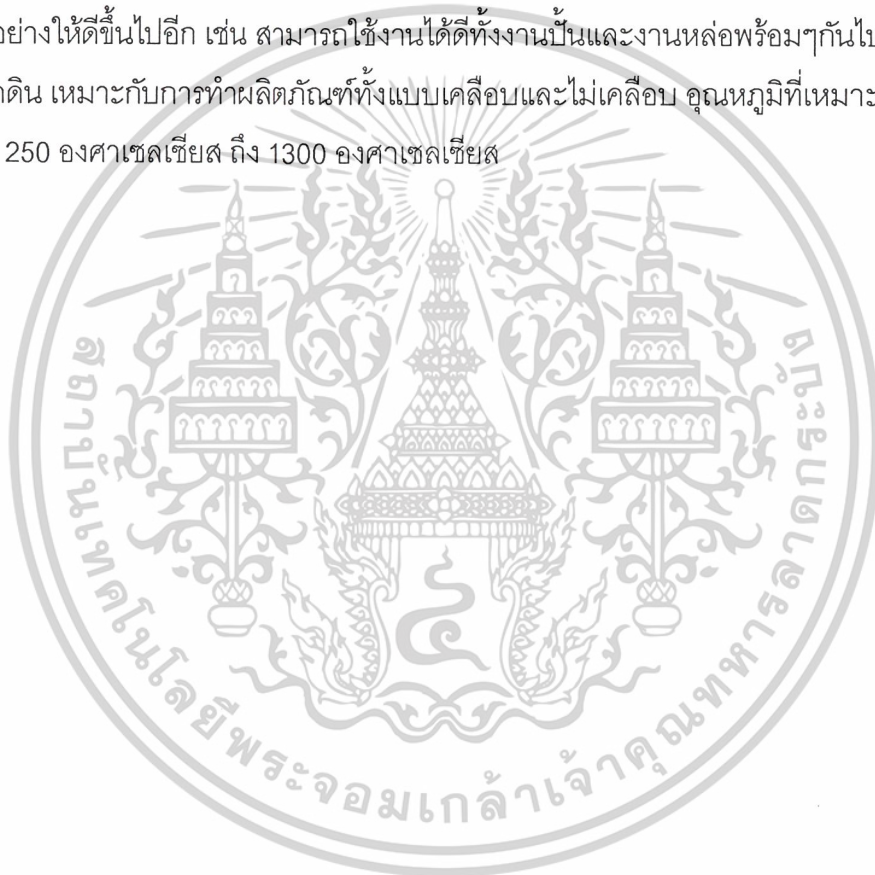 อย่างให้ดีขึ้นไปอีก เช่น สามารถใช้งานได้ดีทั้งงานปั้นและงานหล่อพร้อมๆกันไป
ดิน เหมาะกับการทำผลิตภัณฑ์ทั้งแบบเคลือบและไม่เคลือบ อุณหภูมิที่เหมาะ
250 องศาเซลเซียส ถึง 1300 องศาเซลเซียส
สถาบันเทคโนโลยีพระจอมเกล้าเจ้าคุณทหารลาดกระบัง